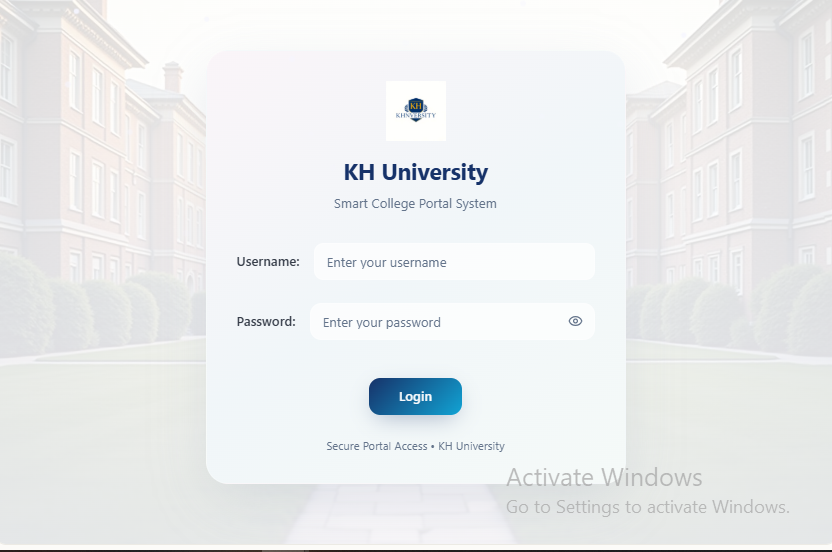 KH
KHNVERSITY
KH University
Smart College Portal System
Username: Enter your username
Password: Enter your password
Login
Secure Portal Access • KH University
Activate Windows
Go to Settings to activate Windows.